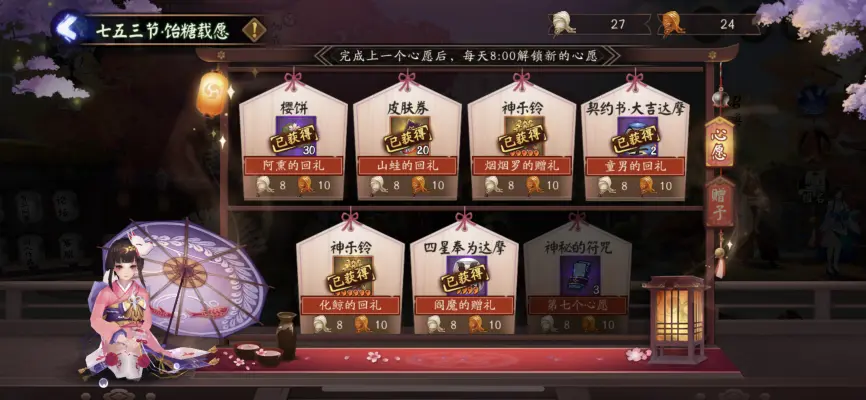 七五三节·饴糖载愿
27
24
完成上一个心愿后，每天8:00解锁新的心愿
樱饼
已获得
30
阿熏的回礼
8 10
皮肤券
已获得
20
山蛙的回礼
8 10
神乐铃
已获得
烟烟罗的赠礼
8 10
契约书·大吉达摩
已获得
2
童男的回礼
8 10
神乐铃
已获得
化鲸的回礼
8 10
四星奉为达摩
已获得
阎魔的赠礼
8 10
神秘的符咒
3
第七个心愿
8 10
心愿
赠予